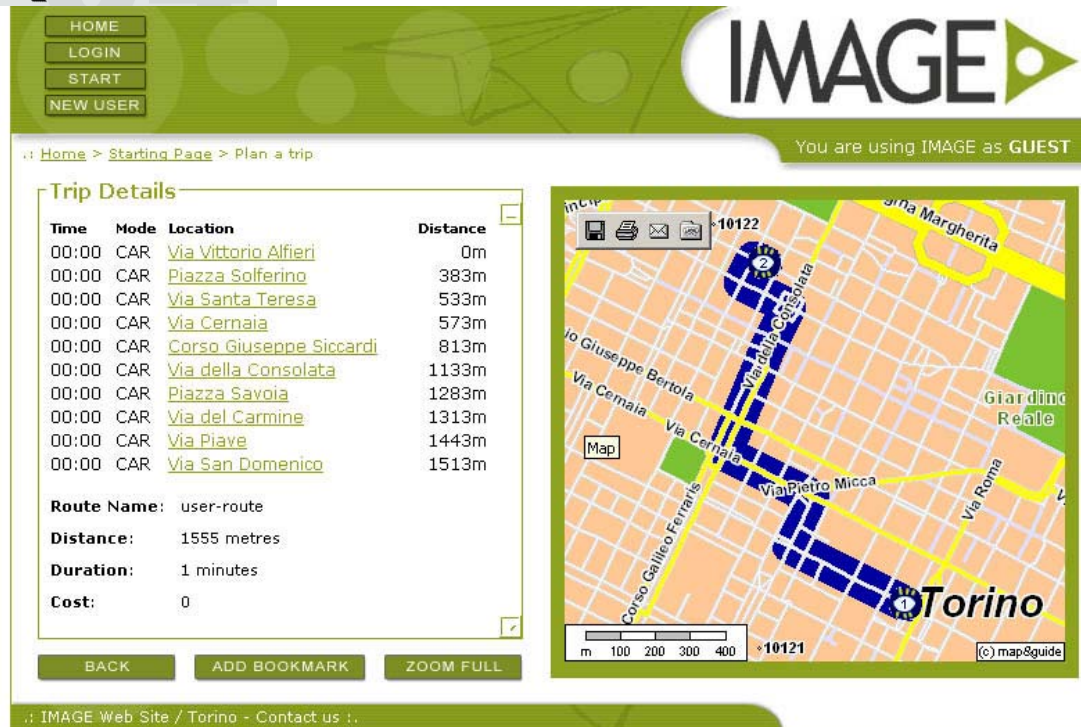 HOME
LOGIN
START
NEW USER
IMAGE
You are using IMAGE as GUEST
.: Home > Starting Page > Plan a trip
Trip Details
Time Mode Location Distance
00:00 CAR Via Vittorio Alfieri 0m
00:00 CAR Piazza Solferino 383m
00:00 CAR Via Santa Teresa 533m
00:00 CAR Via Cernaia 573m
00:00 CAR Corso Giuseppe Siccardi 813m
00:00 CAR Via della Consolata 1133m
00:00 CAR Piazza Savoia 1283m
00:00 CAR Via del Carmine 1313m
00:00 CAR Via Piave 1443m
00:00 CAR Via San Domenico 1513m
Route Name: user-route
Distance: 1555 metres
Duration: 1 minutes
Cost: 0
BACK
ADD BOOKMARK
ZOOM FULL
incip
10122
gina Margherita
2
Via della Consolata
io Giuseppe Bertola
Via Cernaia
Via Cernaia
Giardino
Reale
Map
Via Pietro Micca
Via Roma
V
Corso Galileo Ferraris
1
Torino
m 100 200 300 400
10121
(c) map&guide
.: IMAGE Web Site / Torino - Contact us :.